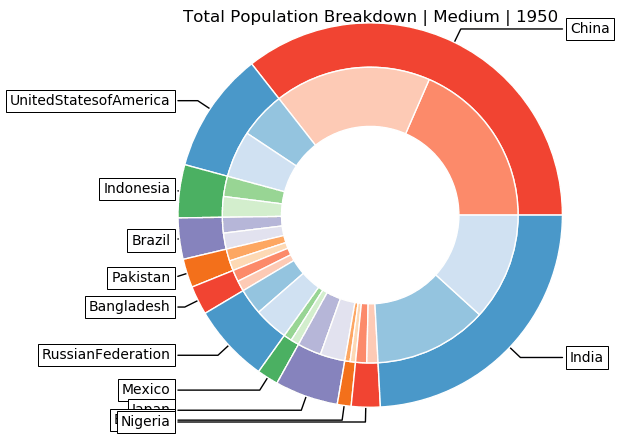 Total Population Breakdown | Medium | 1950
China
UnitedStatesofAmerica
Indonesia
Brazil
Pakistan
Bangladesh
RussianFederation
India
Mexico
Japan
Nigeria